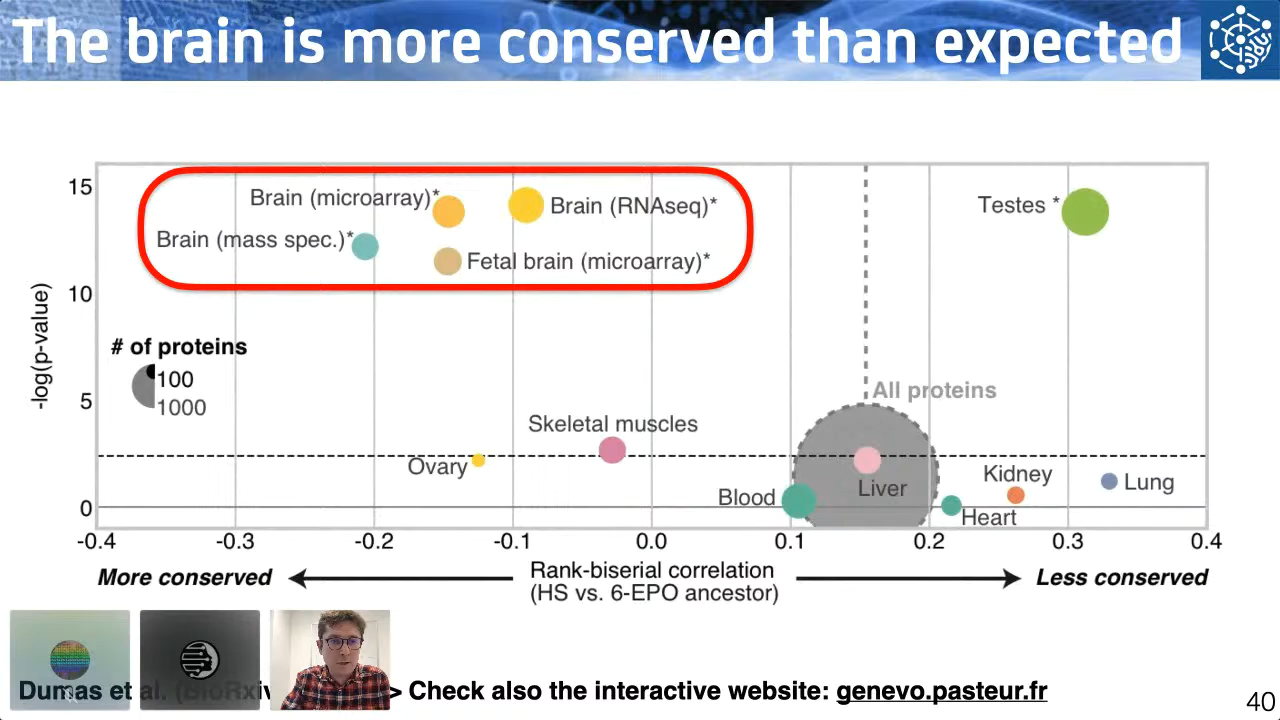 The brain is more conserved than expected
15
Brain (microarray)*
Brain (RNAseq)*
Testes *
Brain (mass spec.)*
Fetal brain (microarray)*
10
-log(p-value)
# of proteins
100
1000
5
All proteins
Skeletal muscles
Ovary
Kidney
Lung
Liver
Blood
0
Heart
-0.4 -0.3 -0.2 -0.1 0.0 0.1 0.2 0.3 0.4
More conserved
Rank-biserial correlation
(HS vs. 6-EPO ancestor)
Less conserved
Dumas et al. (BioRxiv > Check also the interactive website: genevo.pasteur.fr
40